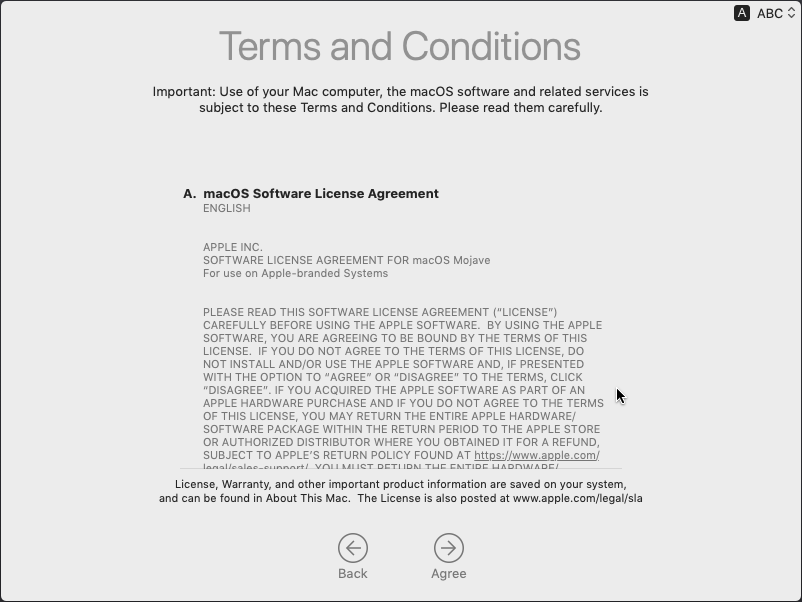 A ABC
Terms and Conditions
Important: Use of your Mac computer, the macOS software and related services is
subject to these Terms and Conditions. Please read them carefully.
A. macOS Software License Agreement
ENGLISH
APPLE INC.
SOFTWARE LICENSE AGREEMENT FOR macOS Mojave
For use on Apple-branded Systems
PLEASE READ THIS SOFTWARE LICENSE AGREEMENT (“LICENSE”)
CAREFULLY BEFORE USING THE APPLE SOFTWARE.  BY USING THE APPLE
SOFTWARE, YOU ARE AGREEING TO BE BOUND BY THE TERMS OF THIS
LICENSE.  IF YOU DO NOT AGREE TO THE TERMS OF THIS LICENSE, DO
NOT INSTALL AND/OR USE THE APPLE SOFTWARE AND, IF PRESENTED
WITH THE OPTION TO “AGREE” OR “DISAGREE” TO THE TERMS, CLICK
“DISAGREE”. IF YOU ACQUIRED THE APPLE SOFTWARE AS PART OF AN
APPLE HARDWARE PURCHASE AND IF YOU DO NOT AGREE TO THE TERMS
OF THIS LICENSE, YOU MAY RETURN THE ENTIRE APPLE HARDWARE/
SOFTWARE PACKAGE WITHIN THE RETURN PERIOD TO THE APPLE STORE
OR AUTHORIZED DISTRIBUTOR WHERE YOU OBTAINED IT FOR A REFUND,
SUBJECT TO APPLE’S RETURN POLICY FOUND AT https://www.apple.com/
legal/sales-support/. YOU MUST RETURN THE ENTIRE HARDWARE/
License, Warranty, and other important product information are saved on your system,
and can be found in About This Mac.  The License is also posted at www.apple.com/legal/sla
Back
Agree